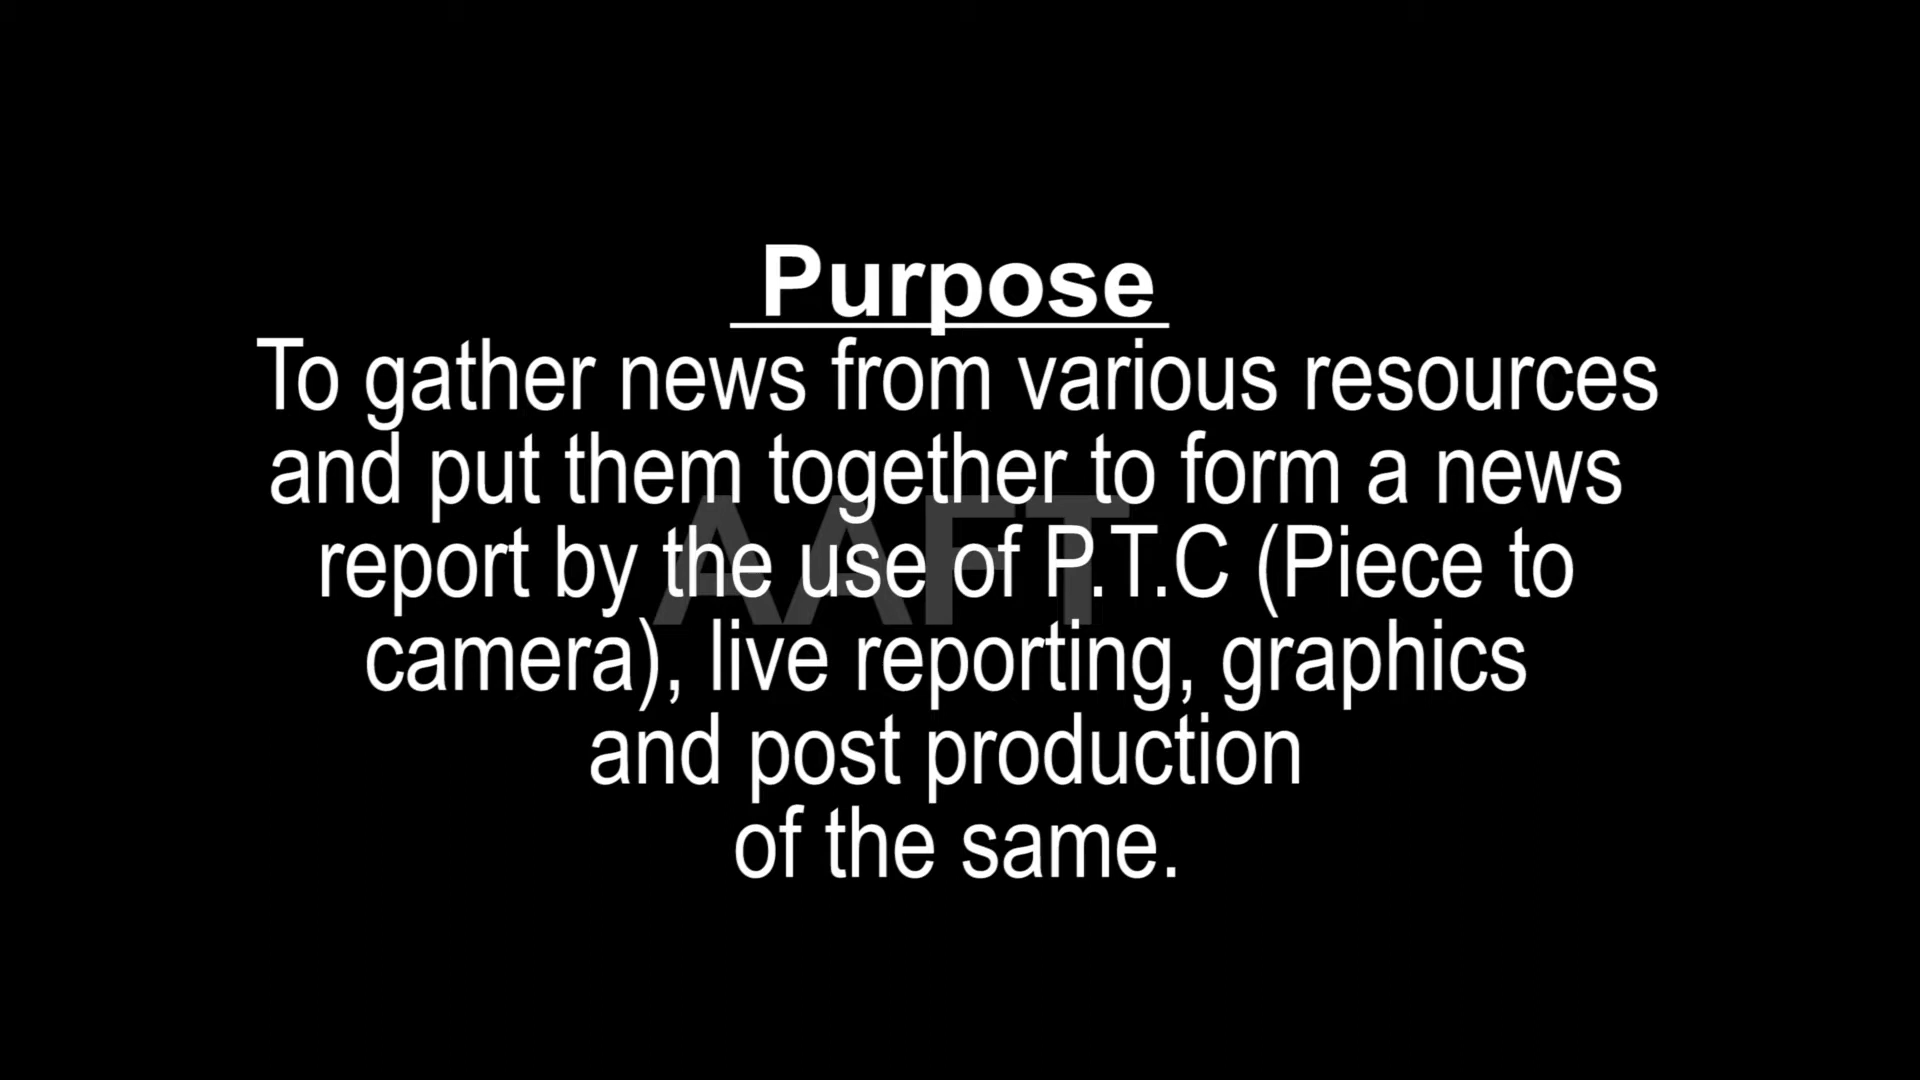 Purpose
To gather news from various resources
and put them together to form a news
report by the use of P.T.C (Piece to
camera), live reporting, graphics
and post production
of the same.
AAFT